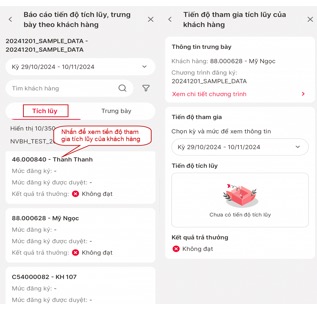 Báo cáo tiến độ tích lũy, trưng
bày theo khách hàng
20241201_SAMPLE_DATA -
20241201_SAMPLE_DATA
Kỳ 29/10/2024 - 10/11/2024
Tìm khách hàng
Tích lũy
Trưng bày
Hiển thị 10/350
NVBH_TEST_2
Nhấn để xem tiến độ tham
gia tích lũy của khách hàng
46.000840 - Thanh Thanh
Mức đăng ký: -
Mức đăng ký được duyệt: -
Kết quả trả thưởng: Không đạt
88.000628 - Mỹ Ngọc
Mức đăng ký: -
Mức đăng ký được duyệt: -
Kết quả trả thưởng: Không đạt
C54000082 - KH 107
Mức đăng ký: -
Mức đăng ký được duyệt: -
Tiến độ tham gia tích lũy của
khách hàng
Thông tin trưng bày
Khách hàng: 88.000628 - Mỹ Ngọc
Chương trình đăng ký:
20241201_SAMPLE_DATA
Xem chi tiết chương trình
Tiến độ tham gia
Chọn kỳ và mức để xem thông tin
Kỳ 29/10/2024 - 10/11/2024
Tiến độ tích lũy
Chưa có tiến độ tích lũy
Kết quả trả thưởng
Không đạt